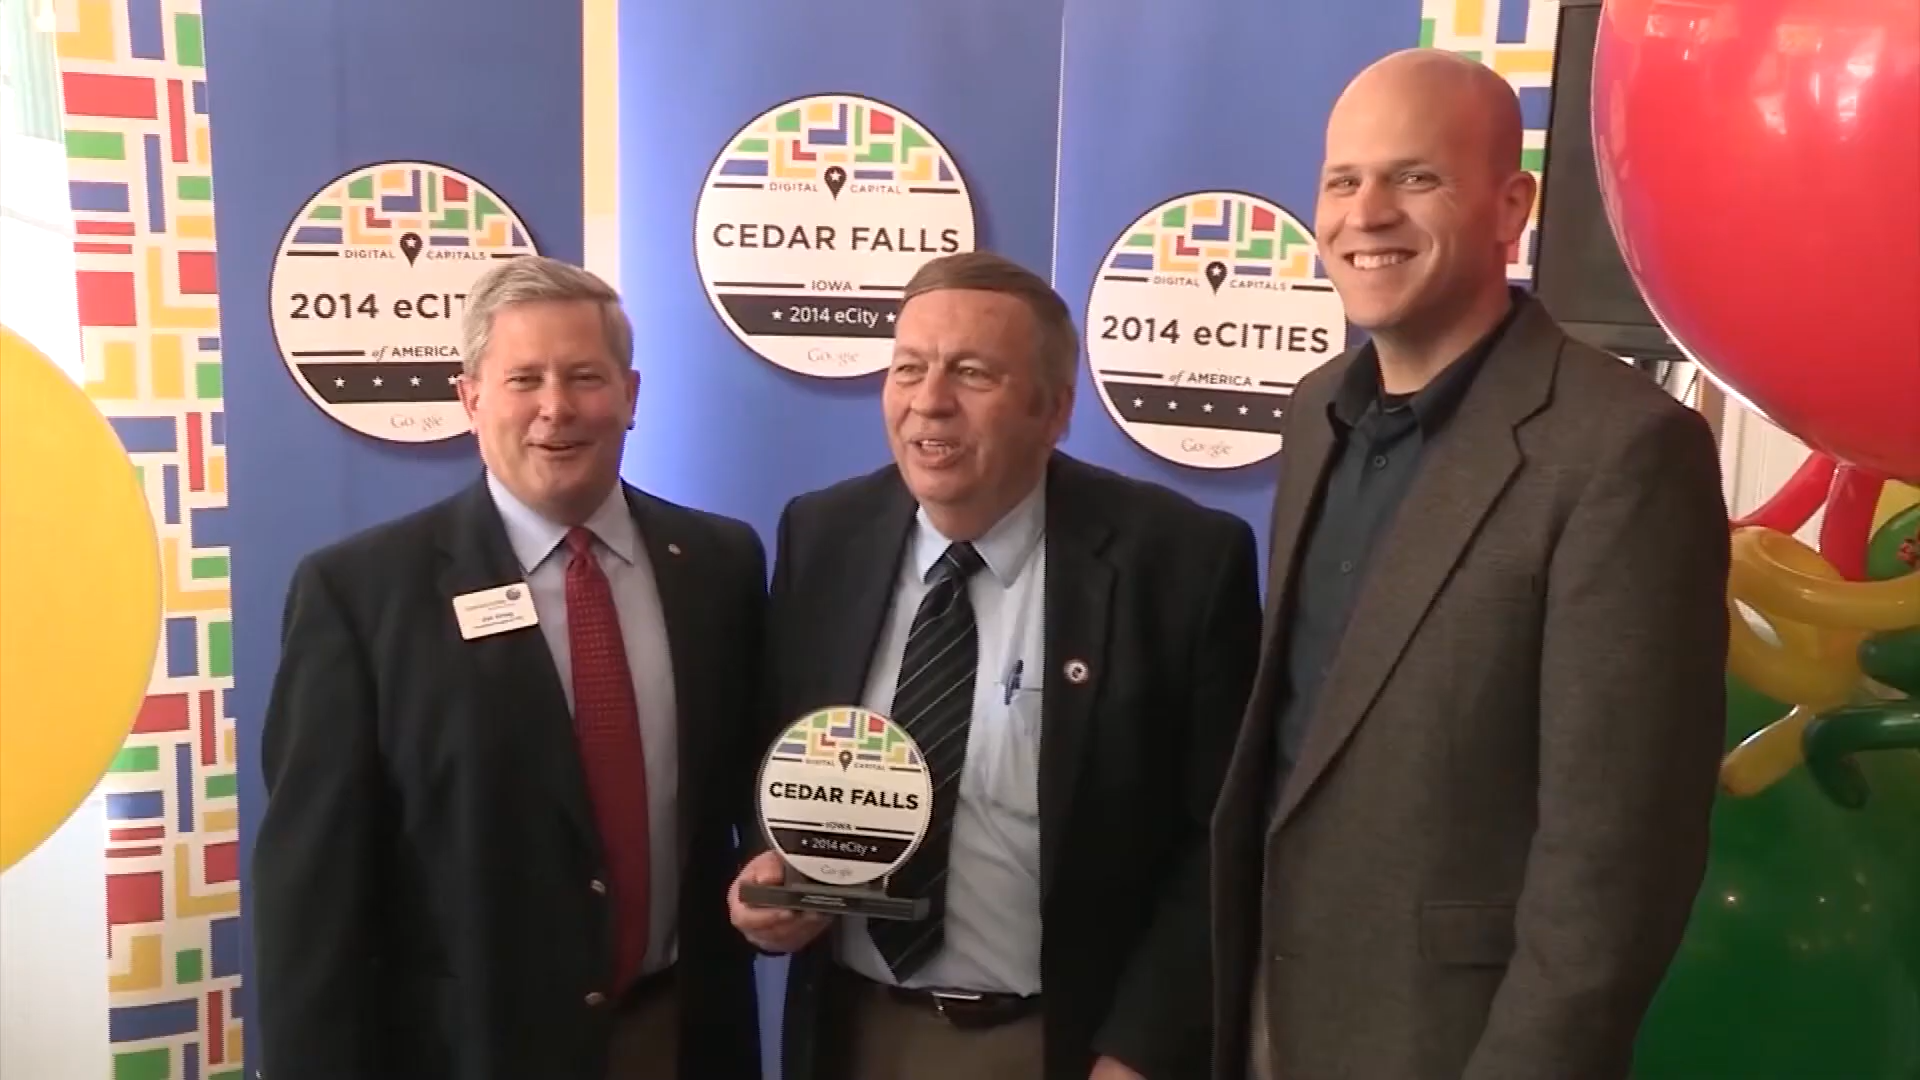 DIGITAL CAPITALS
2014 eCIT
of AMERICA
Google
DIGITAL CAPITAL
CEDAR FALLS
IOWA
2014 eCity
Google
DIGITAL CAPITALS
2014 eCITIES
of AMERICA
Google
DIGITAL CAPITAL
CEDAR FALLS
IOWA
2014 eCity
Google